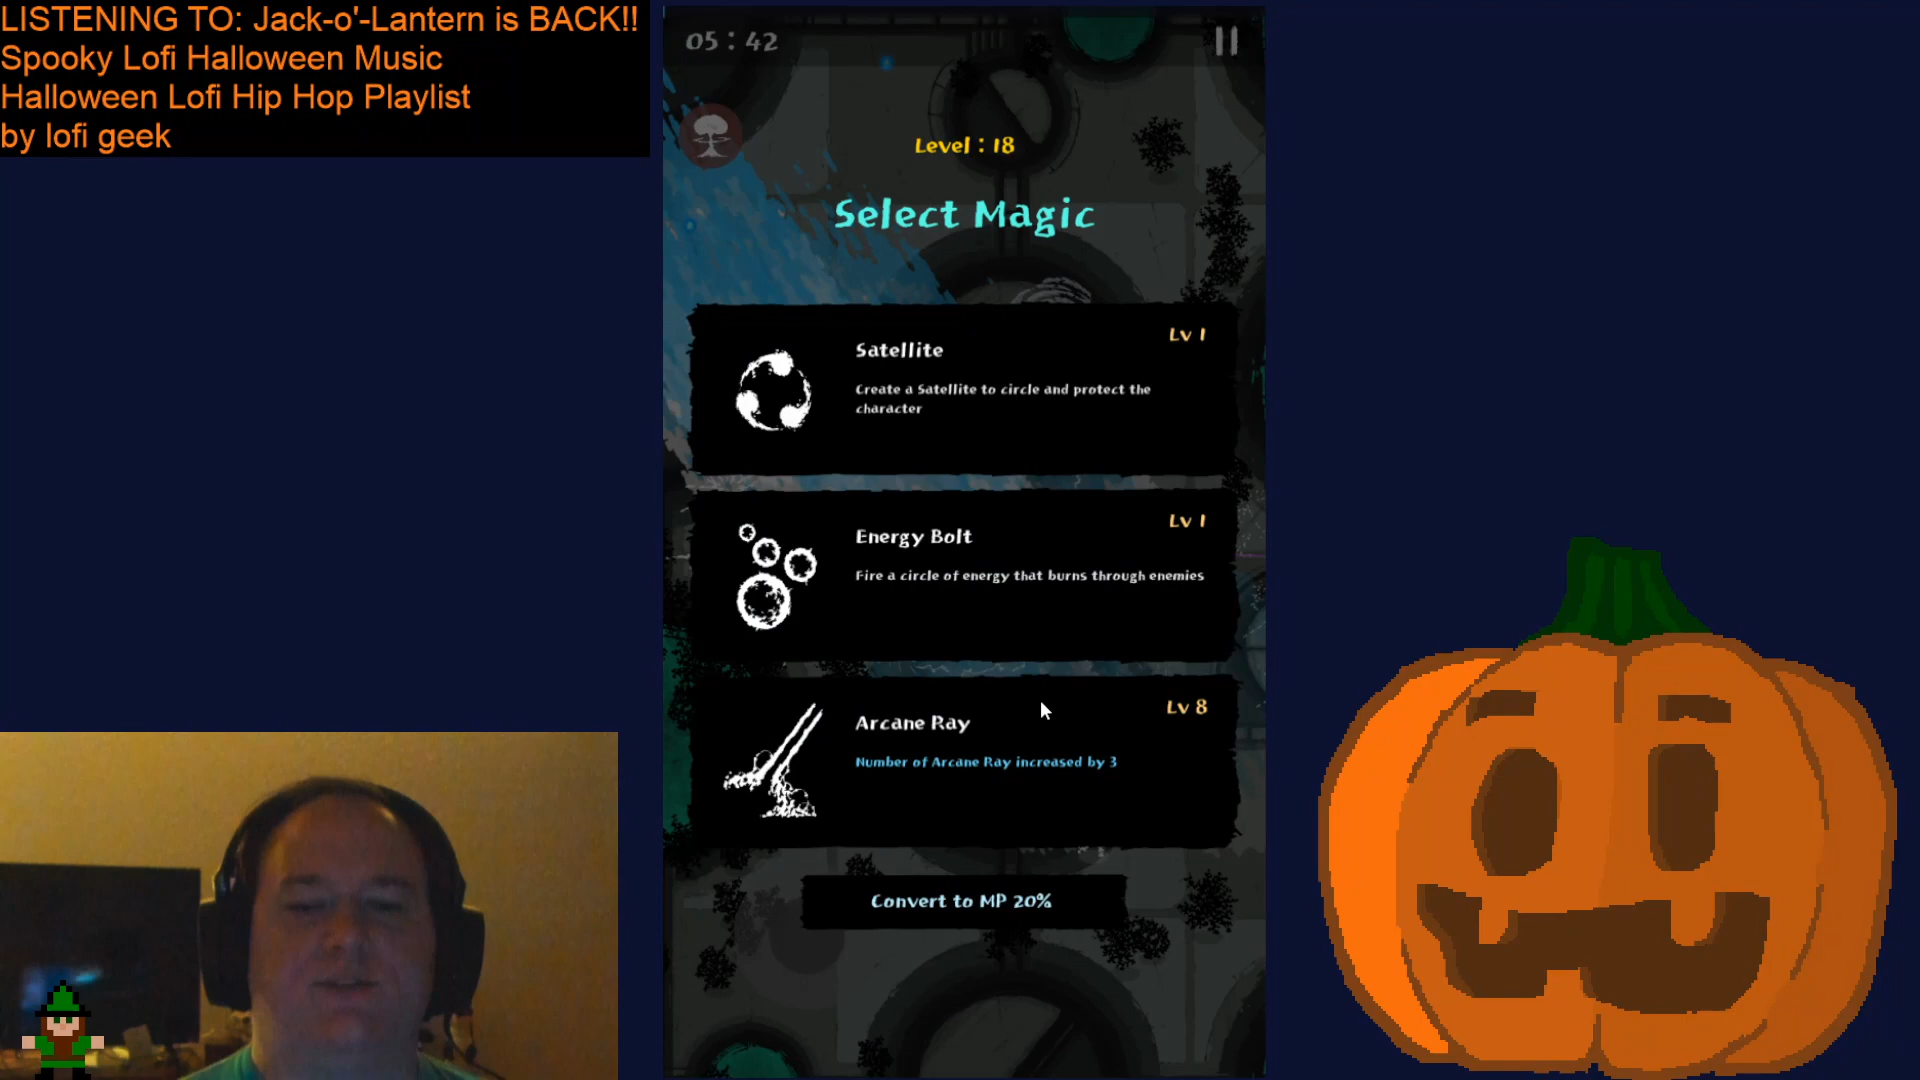 LISTENING TO: Jack-o'-Lantern is BACK!!
Spooky Lofi Halloween Music
Halloween Lofi Hip Hop Playlist
by lofi geek
05 : 42
Level : 18
Select Magic
Lv 1
Satellite
Create a Satellite to circle and protect the
character
Lv 1
Energy Bolt
Fire a circle of energy that burns through enemies
Lv 8
Arcane Ray
Number of Arcane Ray increased by 3
Convert to MP 20%